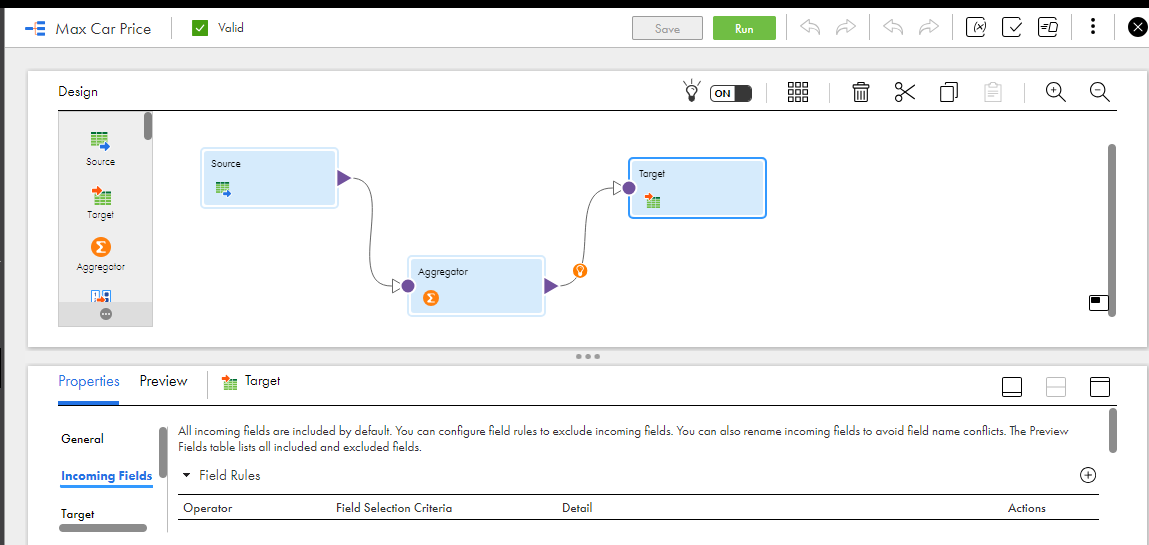 Max Car Price
Valid
Save
Run
Design
ON
Source
Target
Aggregator
Source
Aggregator
Target
Properties
Preview
Target
General
Incoming Fields
Target
All incoming fields are included by default. You can configure field rules to exclude incoming fields. You can also rename incoming fields to avoid field name conflicts. The Preview
Fields table lists all included and excluded fields.
Field Rules
Operator
Field Selection Criteria
Detail
Actions